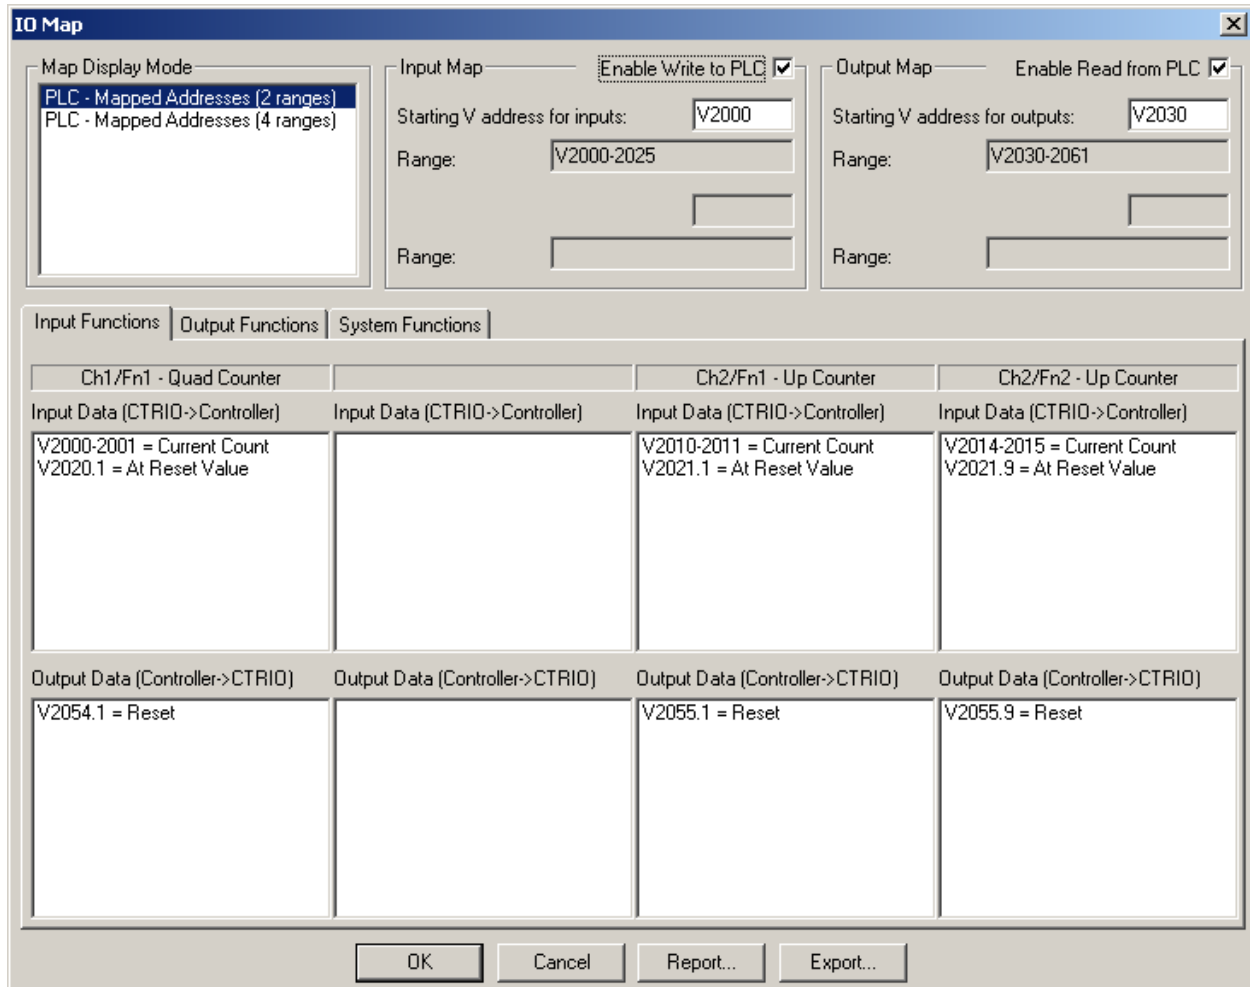 IO Map
Map Display Mode
PLC - Mapped Addresses (2 ranges)
PLC - Mapped Addresses (4 ranges)
Input Map
Enable Write to PLC
Starting V address for inputs:
V2000
Range:
V2000-2025
Range:
Output Map
Enable Read from PLC
Starting V address for outputs:
V2030
Range:
V2030-2061
Range:
Input Functions
Output Functions
System Functions
Ch1/Fn1 - Quad Counter
Ch2/Fn1 - Up Counter
Ch2/Fn2 - Up Counter
Input Data (CTRIO->Controller)
Input Data (CTRIO->Controller)
Input Data (CTRIO->Controller)
Input Data (CTRIO->Controller)
V2000-2001 = Current Count
V2020.1 = At Reset Value
V2010-2011 = Current Count
V2021.1 = At Reset Value
V2014-2015 = Current Count
V2021.9 = At Reset Value
Output Data (Controller->CTRIO)
Output Data (Controller->CTRIO)
Output Data (Controller->CTRIO)
Output Data (Controller->CTRIO)
V2054.1 = Reset
V2055.1 = Reset
V2055.9 = Reset
OK
Cancel
Report...
Export...